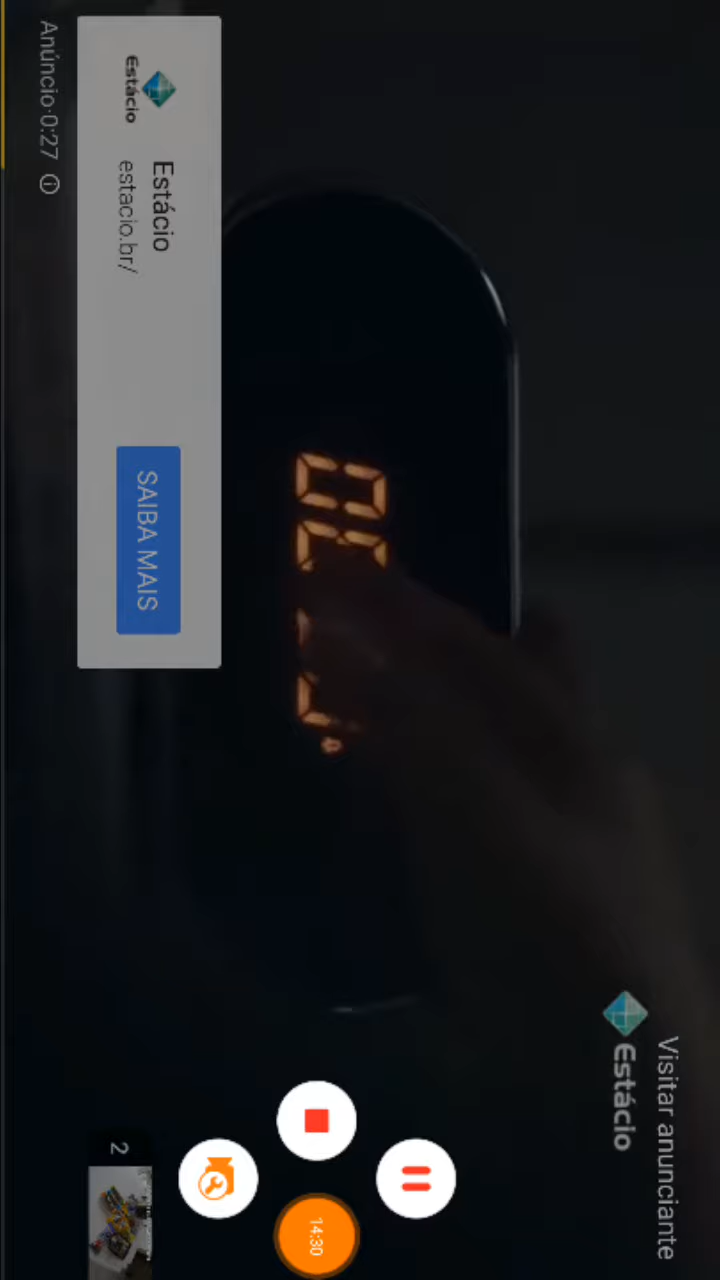 Visitar anunciante
Estácio
Estácio
Estácio
estacio.br/
SAIBA MAIS
Anúncio·0:27
14:30
2